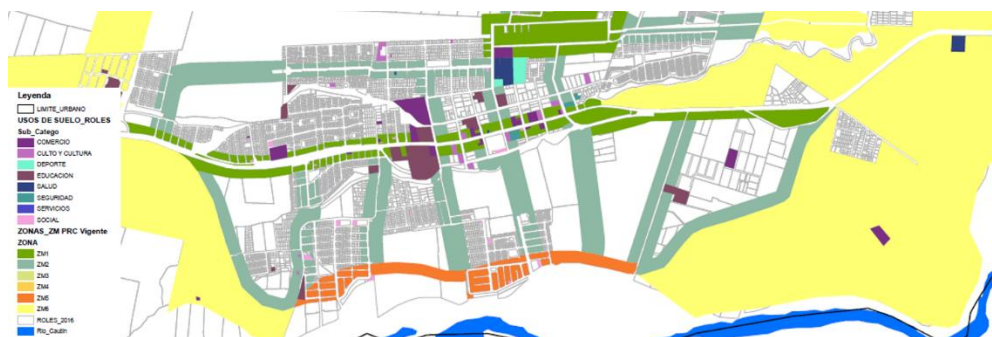 Leyenda
LIMITE_URBANO
USOS DE SUELO_ROLES
Sub_Catego
COMERCIO
CULTO Y CULTURA
DEPORTE
EDUCACION
SALUD
SEGURIDAD
SERVICIOS
SOCIAL
ZONAS_ZM PRC Vigente
ZONA
ZM1
ZM2
ZM3
ZM4
ZM5
ZM6
ROLES_2016
Rio_Cautin